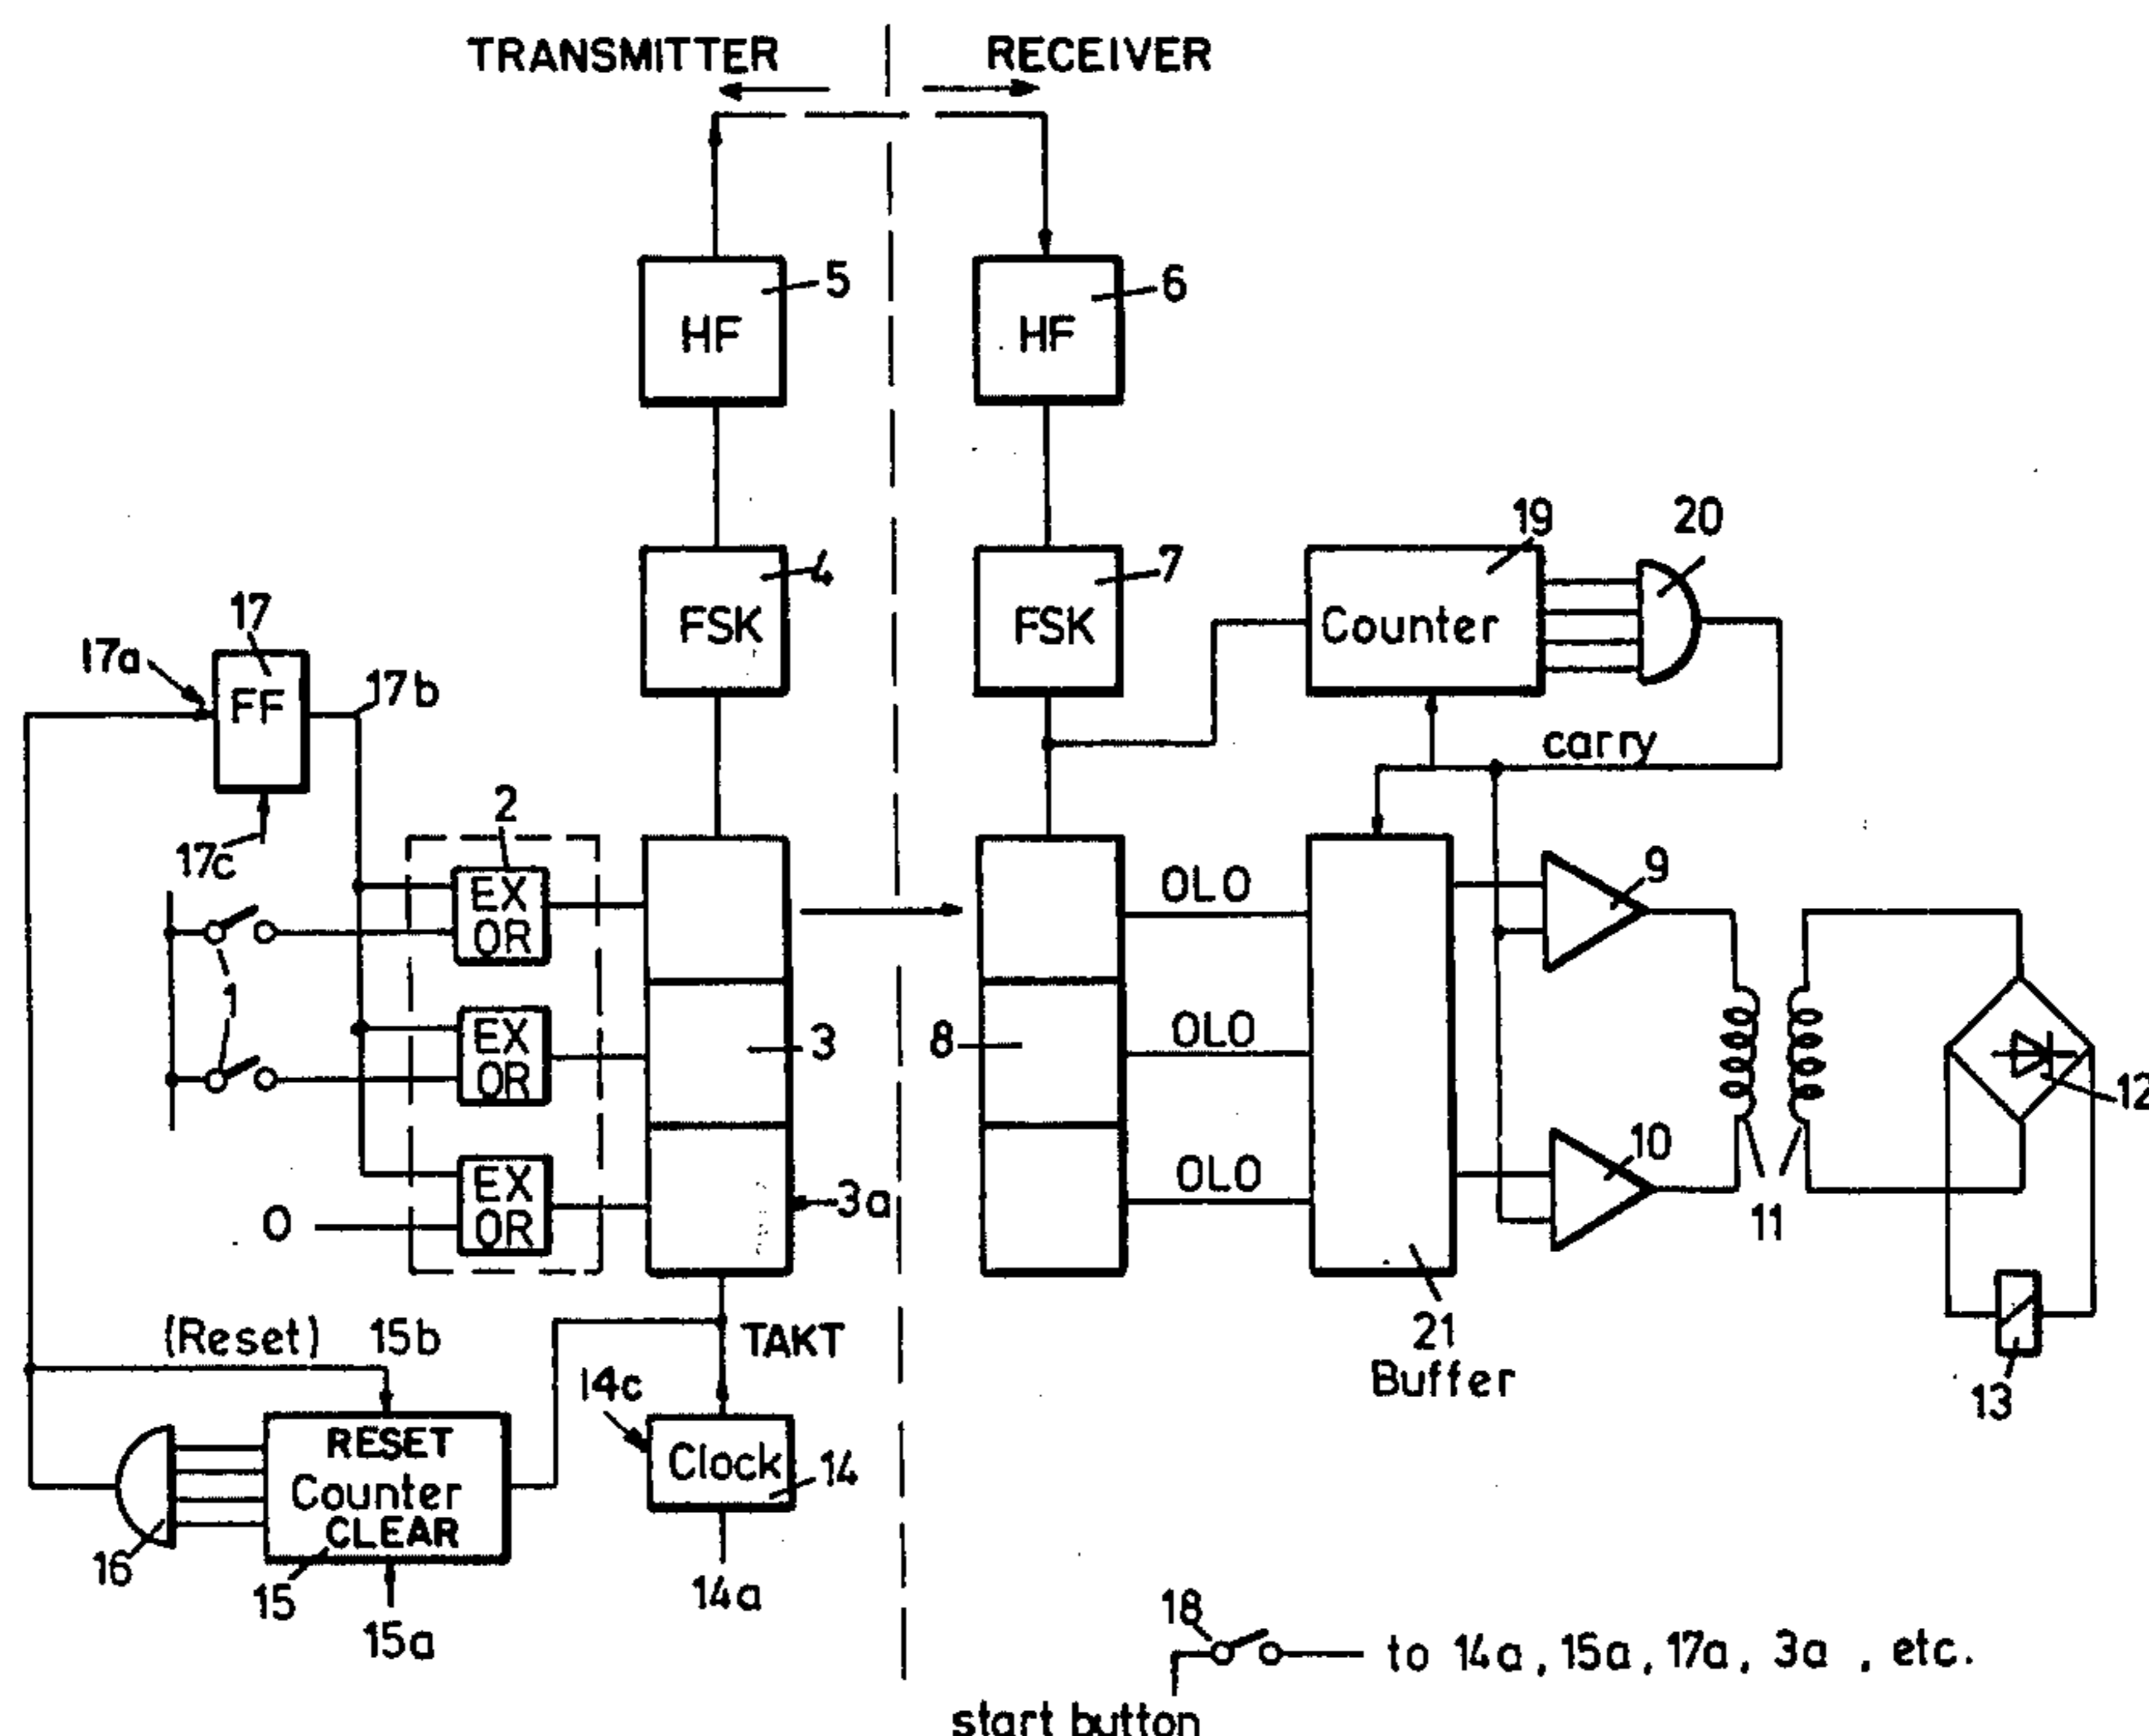 TRANSMITTER
RECEIVER
5
HF
6
HF
4
FSK
7
FSK
19
20
Counter
17
17a
FF
17b
17c
carry
2
EX
OR
1
EX
OR
3
EX
OR
O
3a
8
OLO
OLO
OLO
9
10
11
12
13
21
Buffer
(Reset)
15b
TAKT
14c
Clock
14
14a
RESET
Counter
CLEAR
16
15
15a
18
to 14a, 15a, 17a, 3a , etc.
start button